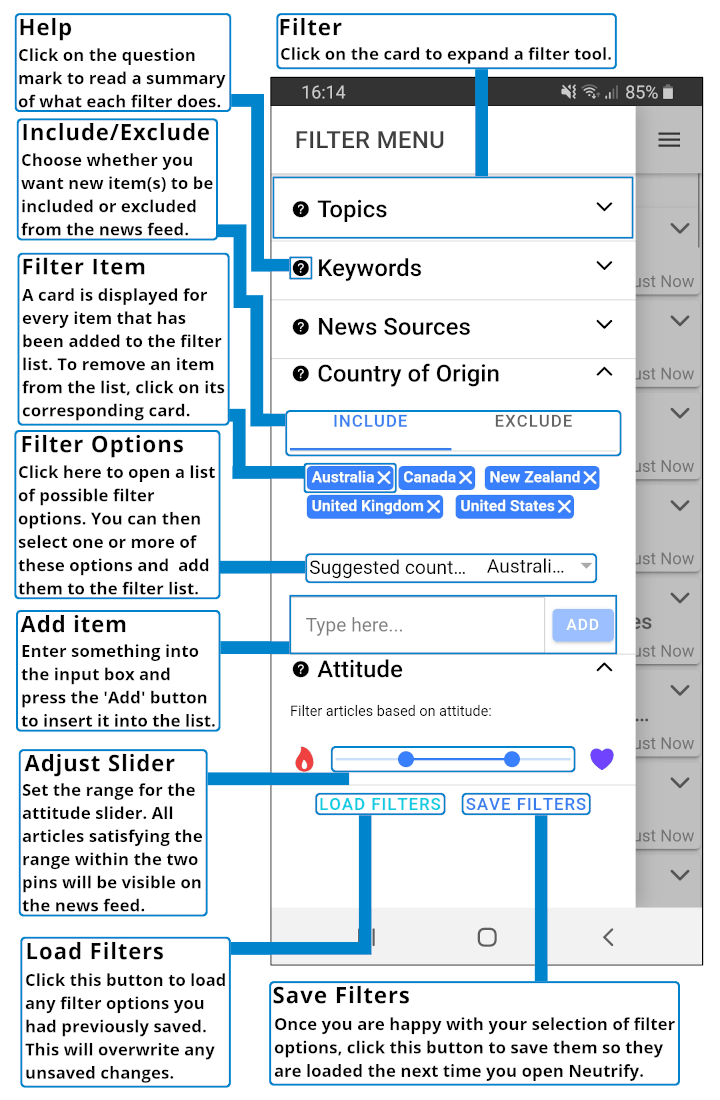 Help
Click on the question
mark to read a summary
of what each filter does.
Filter
Click on the card to expand a filter tool.
Include/Exclude
Choose whether you
want new item(s) to be
included or excluded
from the news feed.
Filter Item
A card is displayed for
every item that has
been added to the filter
list. To remove an item
from the list, click on its
corresponding card.
Filter Options
Click here to open a list
of possible filter
options. You can then
select one or more of
these options and add
them to the filter list.
Add item
Enter something into
the input box and
press the 'Add' button
to insert it into the list.
Adjust Slider
Set the range for the
attitude slider. All
articles satisfying the
range within the two
pins will be visible on
the news feed.
Load Filters
Click this button to load
any filter options you
had previously saved.
This will overwrite any
unsaved changes.
16:14 85%
FILTER MENU
? Topics
? Keywords
ust Now
? News Sources
ust Now
? Country of Origin
INCLUDE EXCLUDE
ust Now
Australia Canada New Zealand
United Kingdom United States
ust Now
Suggested count... Australi...
Type here... ADD
es
ust Now
? Attitude
Filter articles based on attitude:
...
ust Now
LOAD FILTERS SAVE FILTERS
ust Now
Save Filters
Once you are happy with your selection of filter
options, click this button to save them so they
are loaded the next time you open Neutrify.